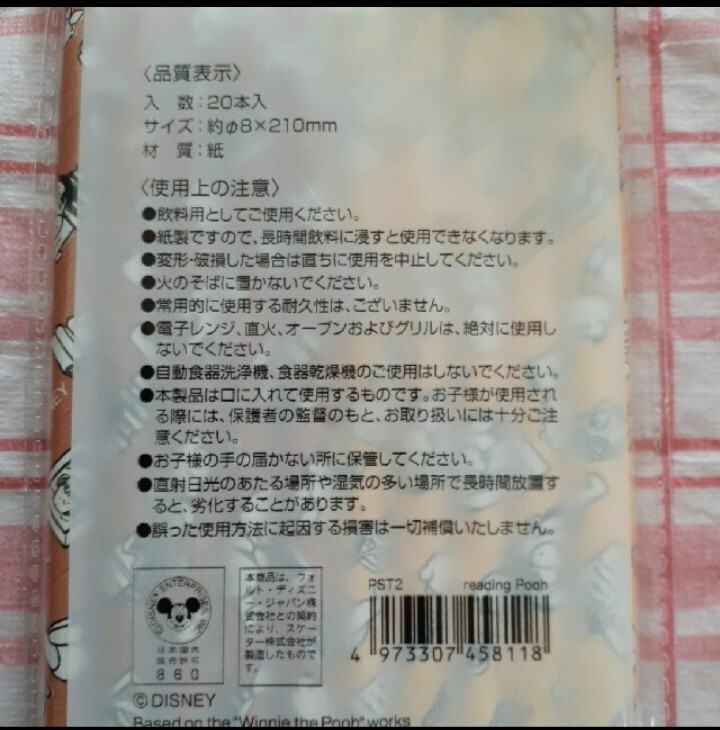 〈品質表示〉
入 数：20本入
サイズ：約φ8×210mm
材 質：紙
〈使用上の注意〉
●飲料用としてご使用ください。
●紙製ですので、長時間飲料に浸すと使用できなくなります。
●変形・破損した場合は直ちに使用を中止してください。
●火のそばに置かないでください。
●常用的に使用する耐久性は、ございません。
●電子レンジ、直火、オーブンおよびグリルは、絶対に使用し
ないでください。
●自動食器洗浄機、食器乾燥機のご使用はしないでください。
●本製品は口に入れて使用するものです。お子様が使用され
る際には、保護者の監督のもと、お取り扱いには十分ご注
意ください。
●お子様の手の届かない所に保管してください。
●直射日光のあたる場所や湿気の多い場所で長時間放置す
ると、劣化することがあります。
●誤った使用方法に起因する損害は一切補償いたしません。
©DISNEY ENTERPRISES, INC.
日本国内
販売許可
860
本商品は、ウォ
ルト・ディズニ
ー・ジャパン株
式会社との契約
により、スケー
ター株式会社が
製造したもので
す。
PST2 reading Pooh
4 973307 458118
©DISNEY
Based on the "Winnie the Pooh" works
DISNEY